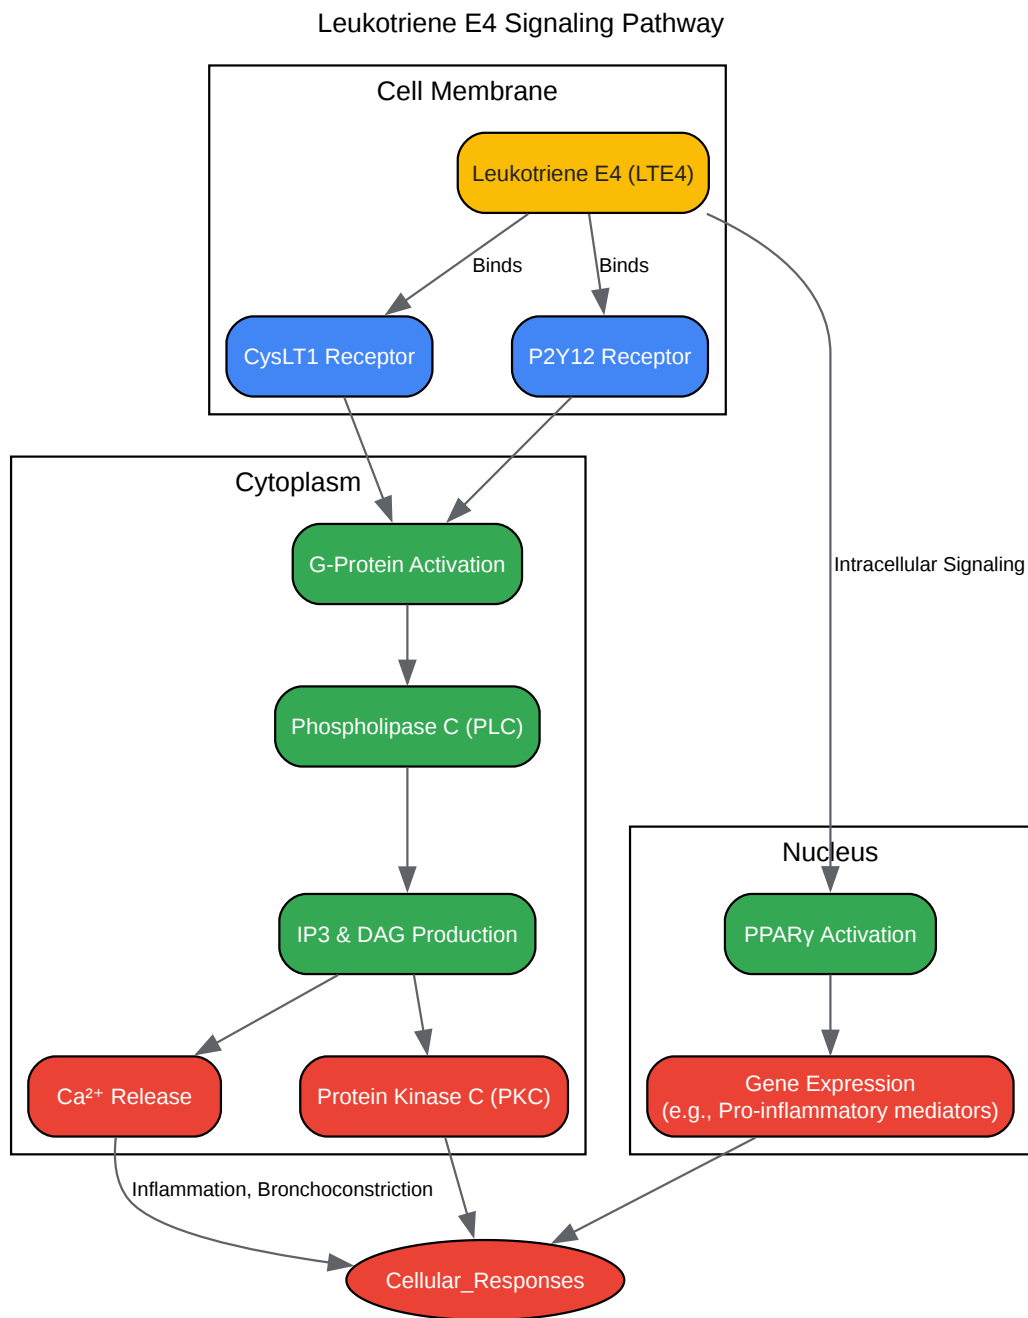 Leukotriene E4 Signaling Pathway
Cell Membrane
Leukotriene E4 (LTE4)
Binds
Binds
CysLT1 Receptor
P2Y12 Receptor
Cytoplasm
G-Protein Activation
Intracellular Signaling
Phospholipase C (PLC)
Nucleus
IP3 & DAG Production
PPARγ Activation
Ca²⁺ Release
Protein Kinase C (PKC)
Gene Expression
(e.g., Pro-inflammatory mediators)
Inflammation, Bronchoconstriction
Cellular_Responses